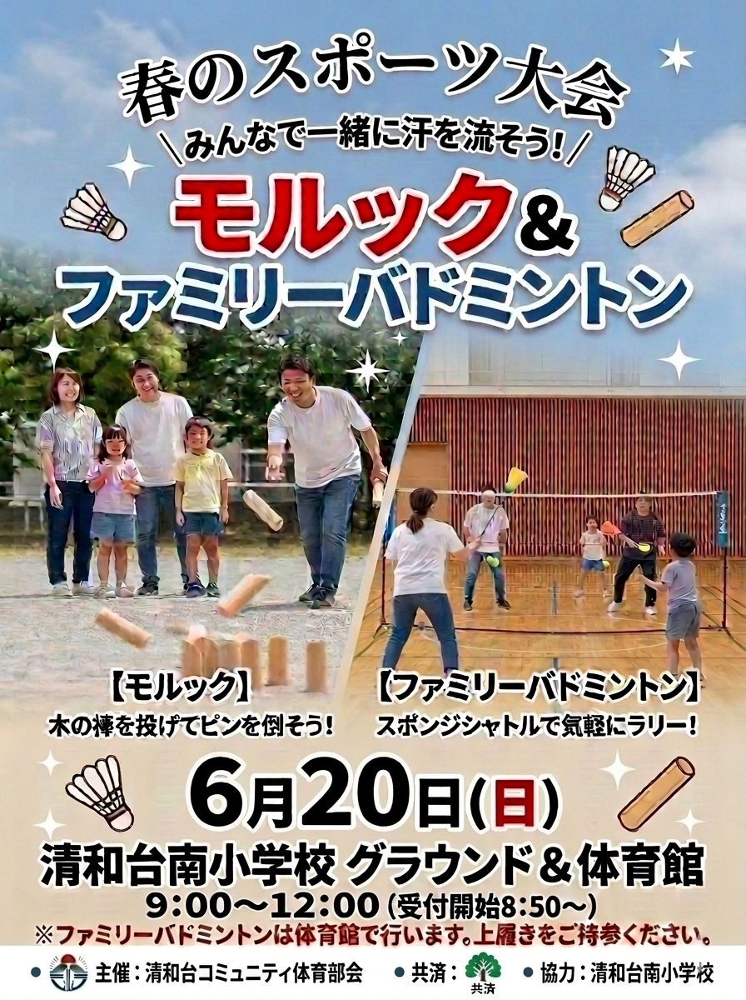 春のスポーツ大会
\みんなで一緒に汗を流そう!/
モルック&
ファミリーバドミントン
【モルック】
木の棒を投げてピンを倒そう!
【ファミリーバドミントン】
スポンジシャトルで気軽にラリー!
6月20日(日)
清和台南小学校 グラウンド&体育館
9:00〜12:00(受付開始8:50〜)
※ファミリーバドミントンは体育館で行います。上履きをご持参ください。
• 主催:清和台コミュニティ体育部会 • 共済: 共済 • 協力:清和台南小学校